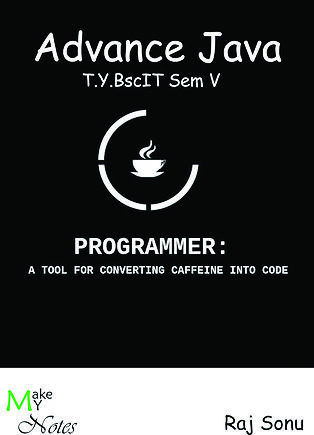 Advance Java
T.Y.BscIT Sem V
PROGRAMMER:
A TOOL FOR CONVERTING CAFFEINE INTO CODE
Make
MY
Notes
Raj Sonu